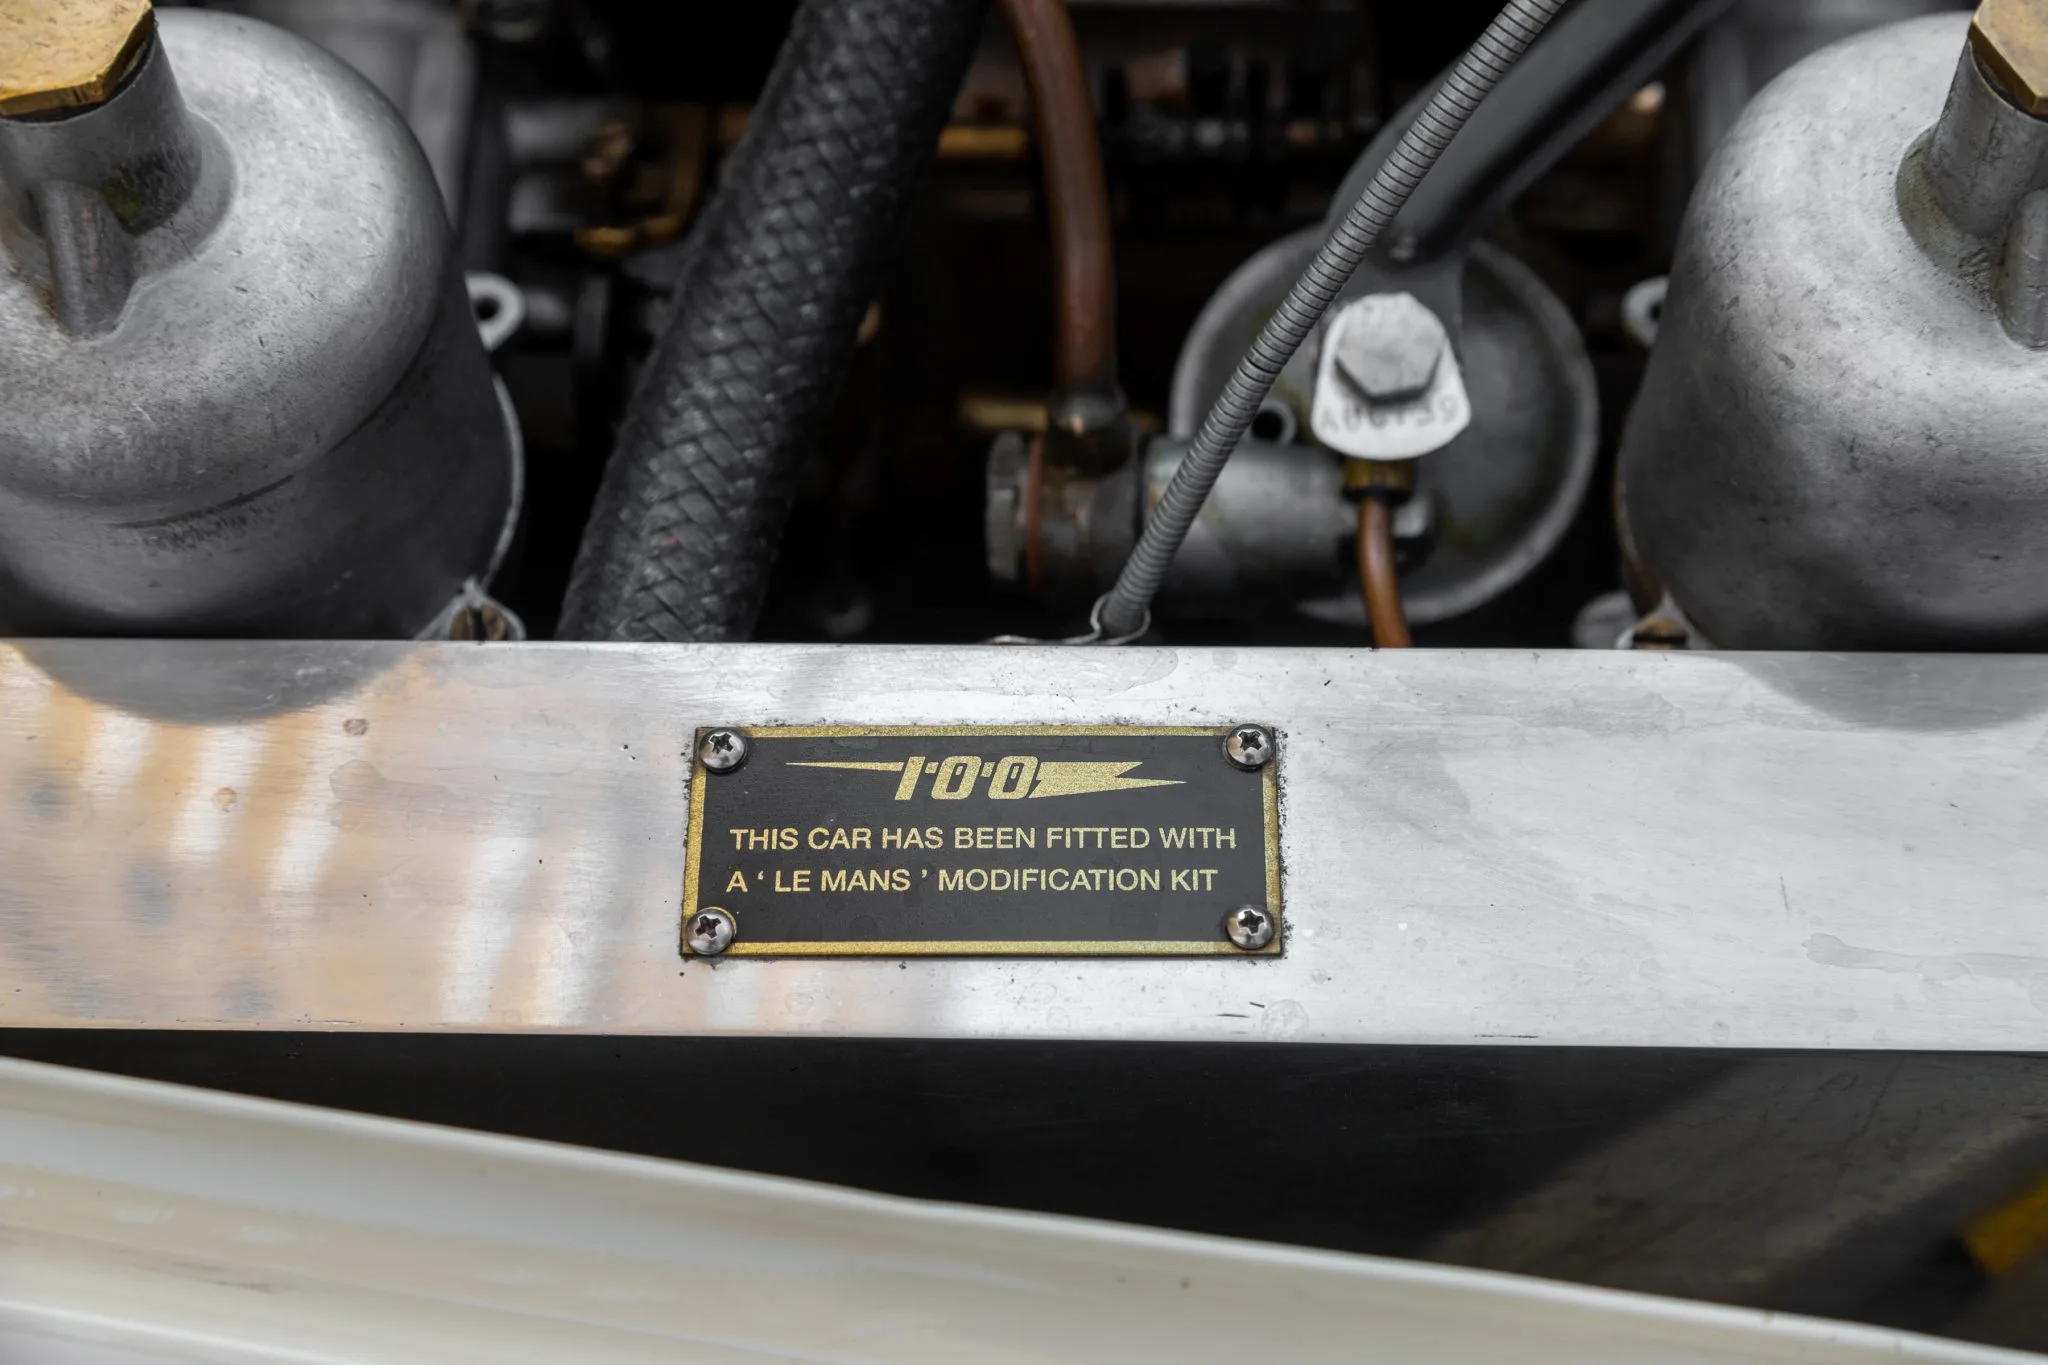 100
THIS CAR HAS BEEN FITTED WITH
A ‘ LE MANS ’ MODIFICATION KIT